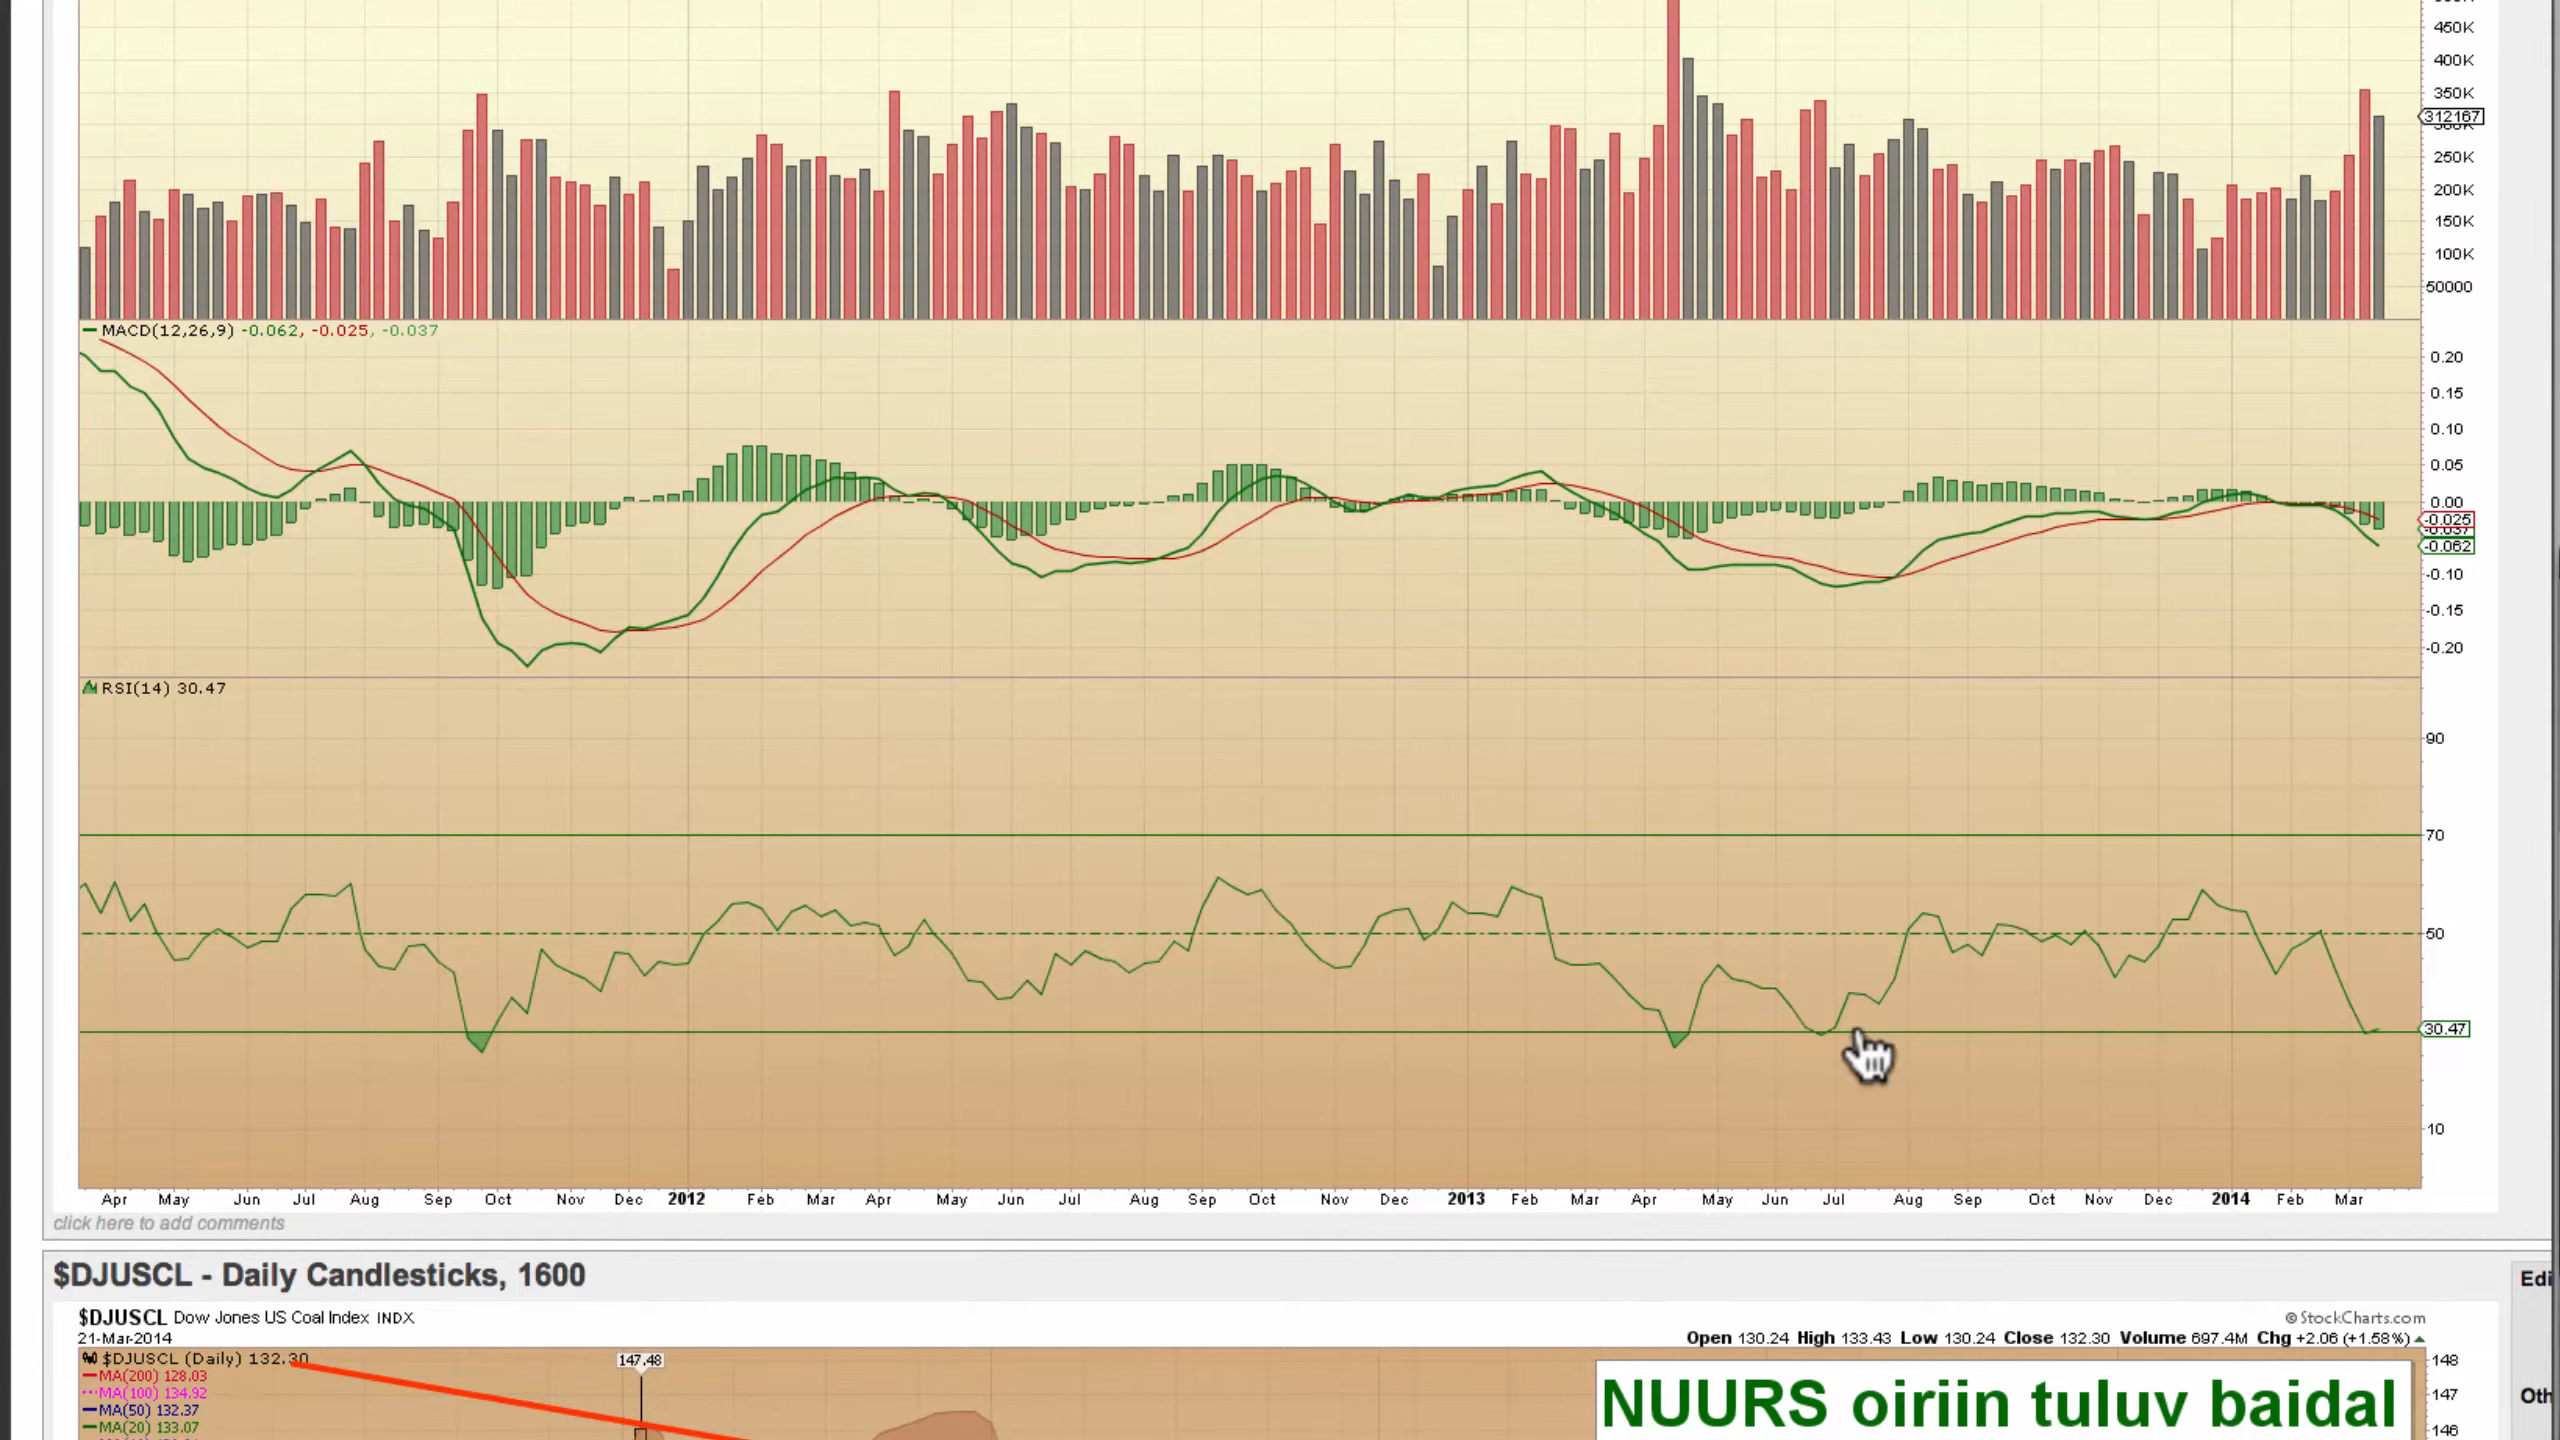 450K
400K
350K
312167
250K
200K
150K
100K
50000
MACD(12,26,9) -0.062, -0.025, -0.037
0.20
0.15
0.10
0.05
0.00
-0.025
-0.037
-0.062
-0.10
-0.15
-0.20
RSI(14) 30.47
90
70
50
30.47
10
Apr May Jun Jul Aug Sep Oct Nov Dec 2012 Feb Mar Apr May Jun Jul Aug Sep Oct Nov Dec 2013 Feb Mar Apr May Jun Jul Aug Sep Oct Nov Dec 2014 Feb Mar
click here to add comments
$DJUSCL - Daily Candlesticks, 1600
Edi
$DJUSCL Dow Jones US Coal Index INDX
© StockCharts.com
21-Mar-2014
Open 130.24 High 133.43 Low 130.24 Close 132.30 Volume 697.4M Chg +2.06 (+1.58%)
$DJUSCL (Daily) 132.30
147.48
148
MA(200) 128.03
MA(100) 134.92
147
Oth
MA(50) 132.37
MA(20) 133.07
146
NUURS oiriin tuluv baidal